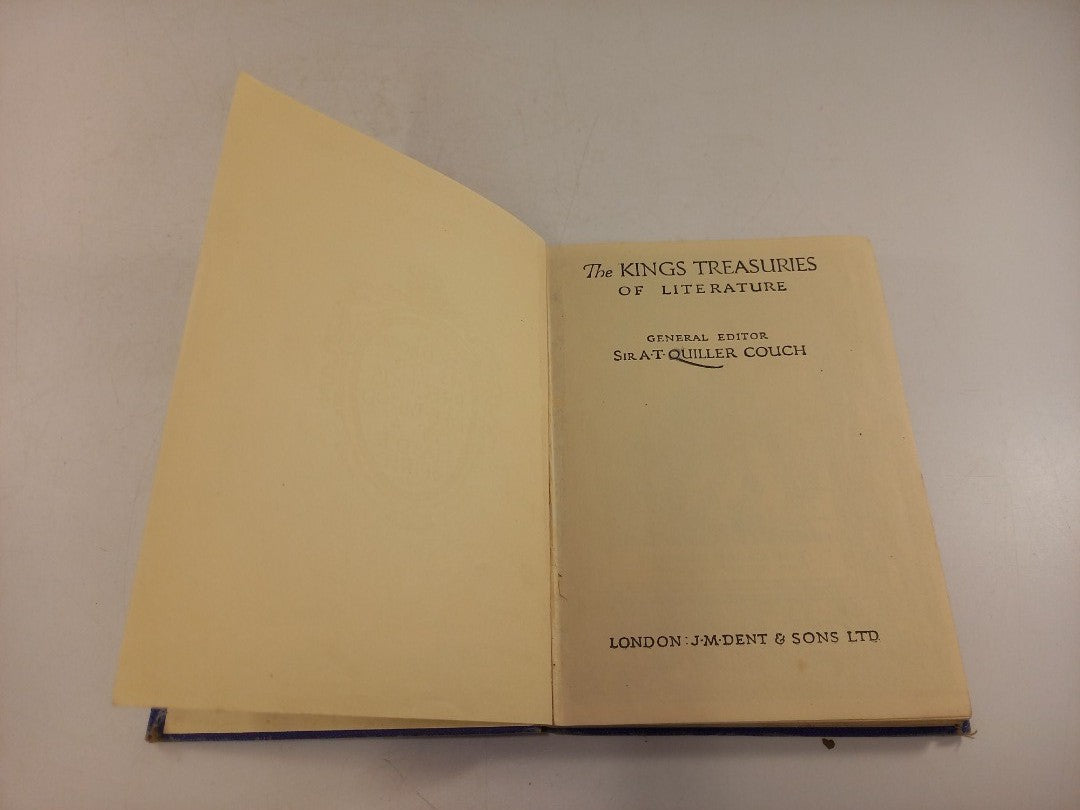 The KINGS TREASURIES
OF LITERATURE
GENERAL EDITOR
SIR A·T·QUILLER COUCH
LONDON: J·M·DENT & SONS LTD.